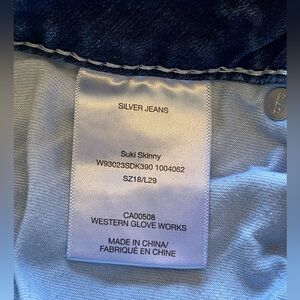 SILVER JEANS
Suki Skinny
W93023SDK390 1004062
SZ18/L29
CA00508
WESTERN GLOVE WORKS
MADE IN CHINA/
FABRIQUÉ EN CHINE